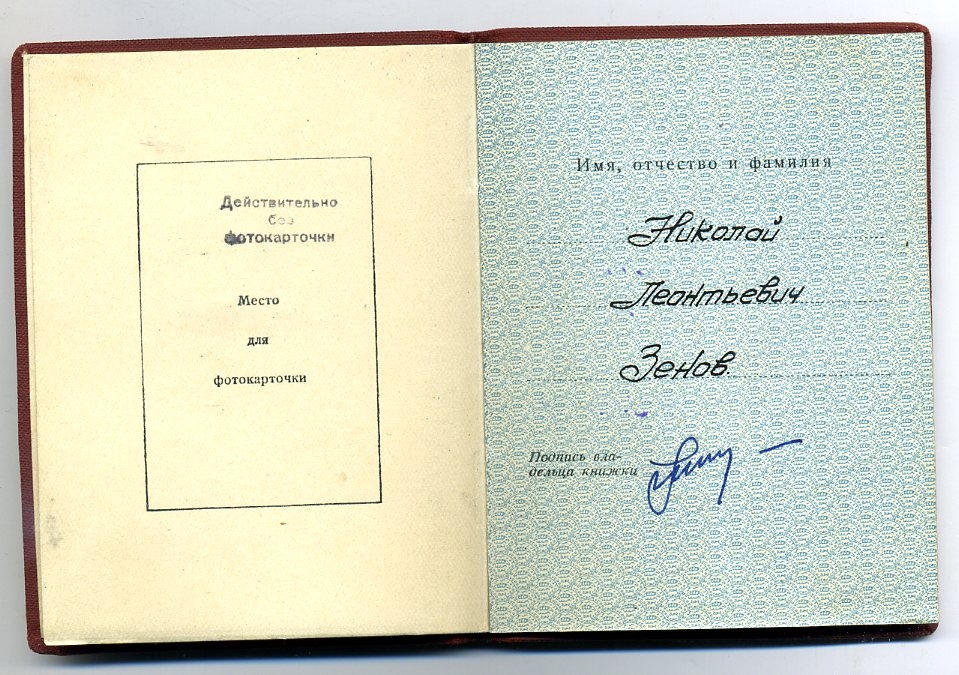 Действительно
без
фотокарточки
Место
для
фотокарточки
Имя, отчество и фамилия
Николай
Леонтьевич
Зенов.
Подпись вла-
дельца книжки